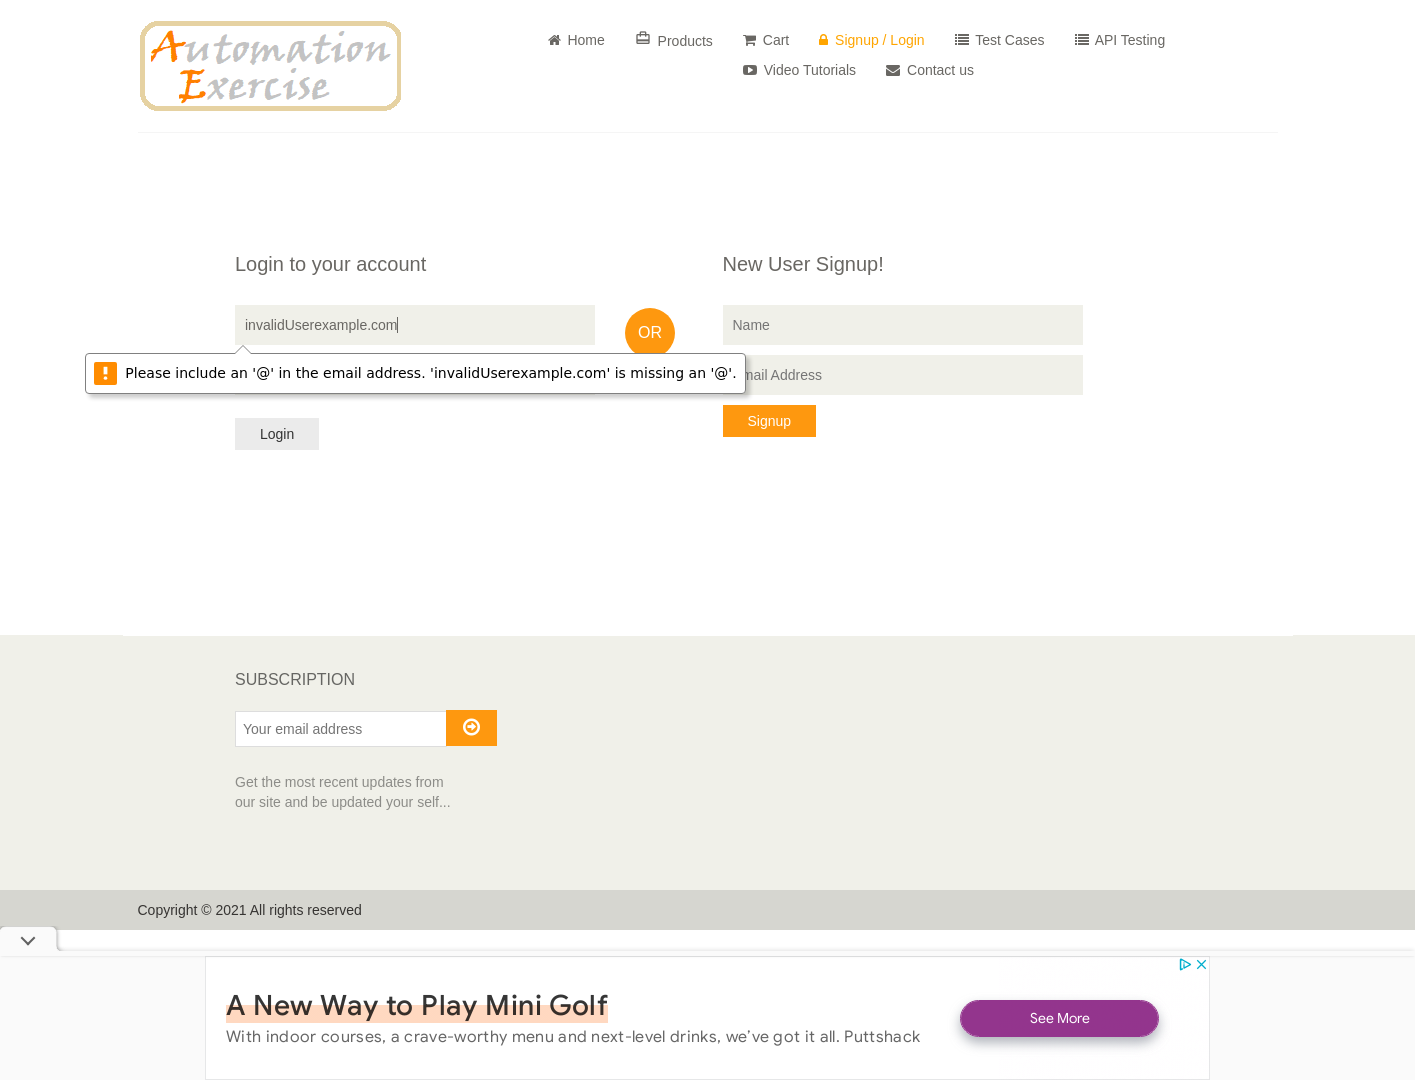 Automation
Exercise
Home
Products
Cart
Signup / Login
Test Cases
API Testing
Video Tutorials
Contact us
Login to your account
invalidUserexample.com
Please include an '@' in the email address. 'invalidUserexample.com' is missing an '@'.
Login
OR
New User Signup!
Name
mail Address
Signup
SUBSCRIPTION
Your email address
Get the most recent updates from
our site and be updated your self...
Copyright © 2021 All rights reserved
A New Way to Play Mini Golf
With indoor courses, a crave-worthy menu and next-level drinks, we've got it all. Puttshack
See More